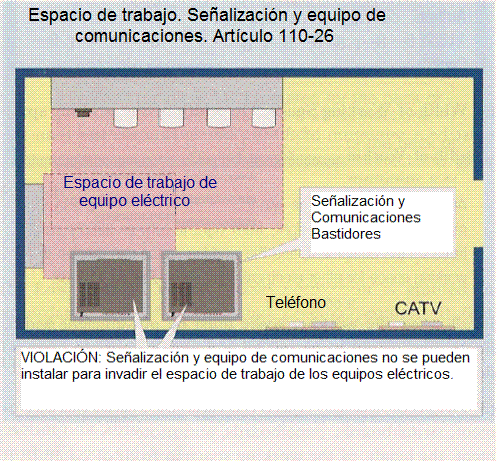 Espacio de trabajo. Señalización y equipo de
comunicaciones. Artículo 110-26
Espacio de trabajo de
equipo eléctrico
Señalización y
Comunicaciones
Bastidores
Teléfono
CATV
VIOLACIÓN: Señalización y equipo de comunicaciones no se pueden
instalar para invadir el espacio de trabajo de los equipos eléctricos.